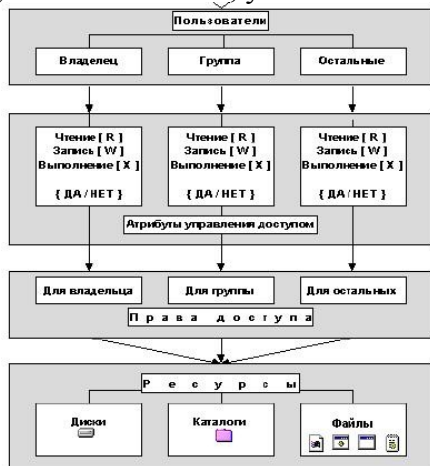 Пользователи
Владелец Группа Остальные
Чтение [ R ] Чтение [ R ] Чтение [ R ]
Запись [ W ] Запись [ W ] Запись [ W ]
Выполнение [ X ] Выполнение [ X ] Выполнение [ X ]
{ ДА / НЕТ } { ДА / НЕТ } { ДА / НЕТ }
Атрибуты управления доступом
Для владельца Для группы Для остальных
Права доступа
Ресурсы
Диски Каталоги Файлы